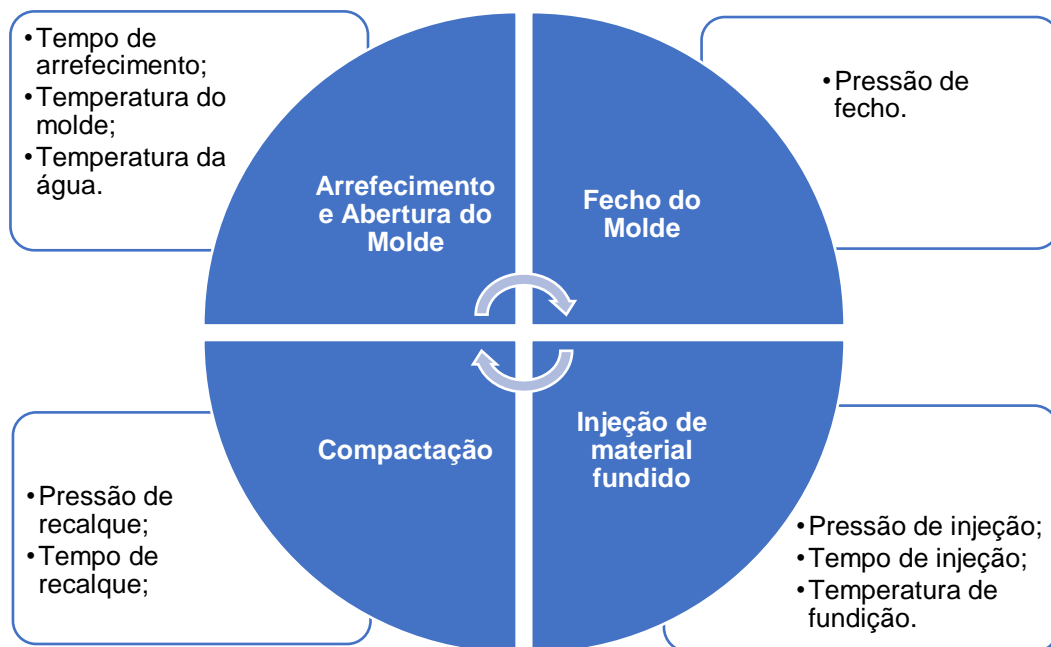 •Tempo de
arrefecimento;
•Temperatura do
molde;
•Temperatura da
água.
Arrefecimento
e Abertura do
Molde
•Pressão de
fecho.
Fecho do
Molde
•Pressão de
recalque;
•Tempo de
recalque;
Compactação
Injeção de
material
fundido
•Pressão de injeção;
•Tempo de injeção;
•Temperatura de
fundição.